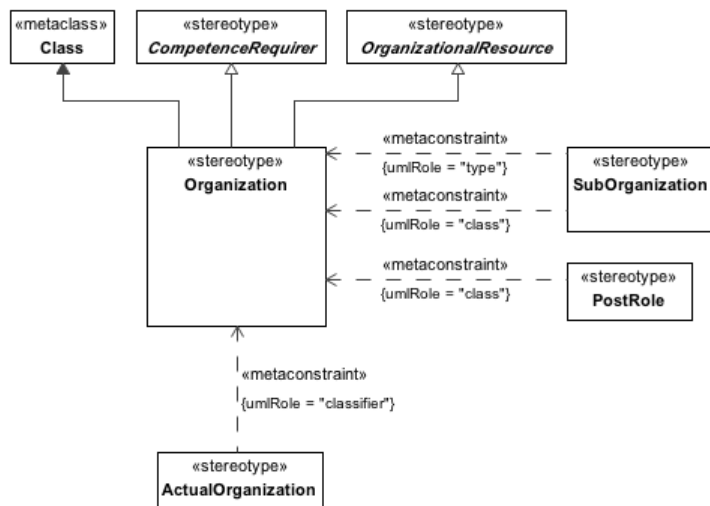 «metaclass»
Class
«stereotype»
CompetenceRequirer
«stereotype»
OrganizationalResource
«stereotype»
Organization
«metaconstraint»
{umlRole = "type"}
«metaconstraint»
{umlRole = "class"}
«stereotype»
SubOrganization
«metaconstraint»
{umlRole = "class"}
«stereotype»
PostRole
«metaconstraint»
{umlRole = "classifier"}
«stereotype»
ActualOrganization